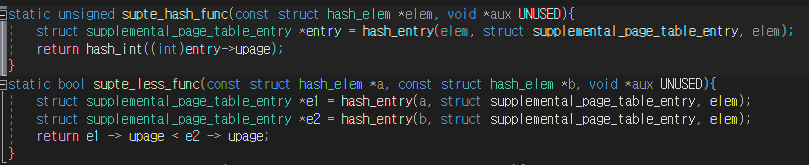 static unsigned supte_hash_func(const struct hash_elem *elem, void *aux UNUSED){
    struct supplemental_page_table_entry *entry = hash_entry(elem, struct supplemental_page_table_entry, elem);
    return hash_int((int)entry->upage);
}
static bool supte_less_func(const struct hash_elem *a, const struct hash_elem *b, void *aux UNUSED){
    struct supplemental_page_table_entry *e1 = hash_entry(a, struct supplemental_page_table_entry, elem);
    struct supplemental_page_table_entry *e2 = hash_entry(b, struct supplemental_page_table_entry, elem);
    return e1 -> upage < e2 -> upage;
}